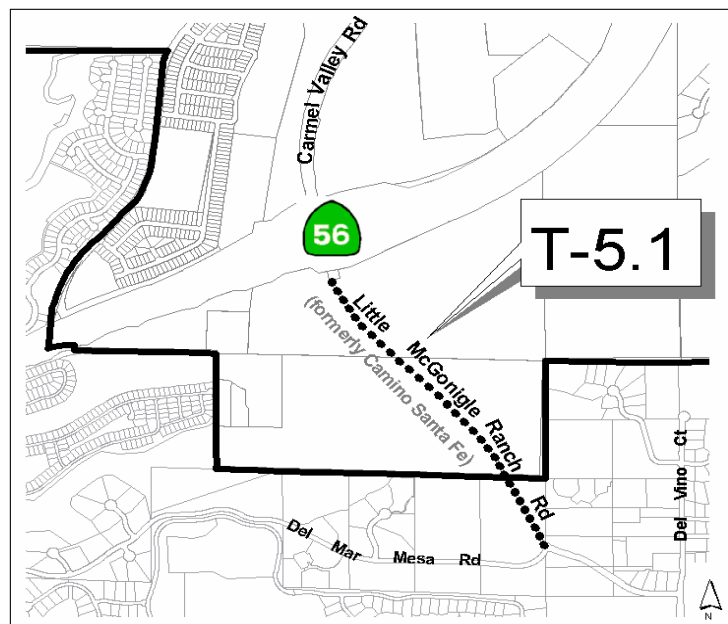 Carmel Valley Rd
56
T-5.1
Little McGonigle Ranch Rd
(formerly Camino Santa Fe)
Del Vino Ct
Del Mar Mesa Rd
N